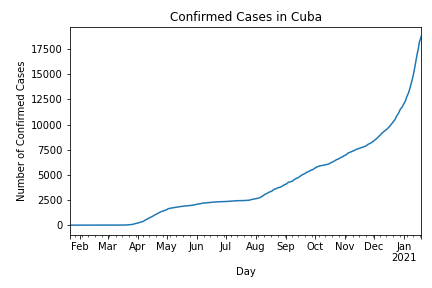 Confirmed Cases in Cuba
Number of Confirmed Cases
17500
15000
12500
10000
7500
5000
2500
0
Feb Mar Apr May Jun Jul Aug Sep Oct Nov Dec Jan
2021
Day